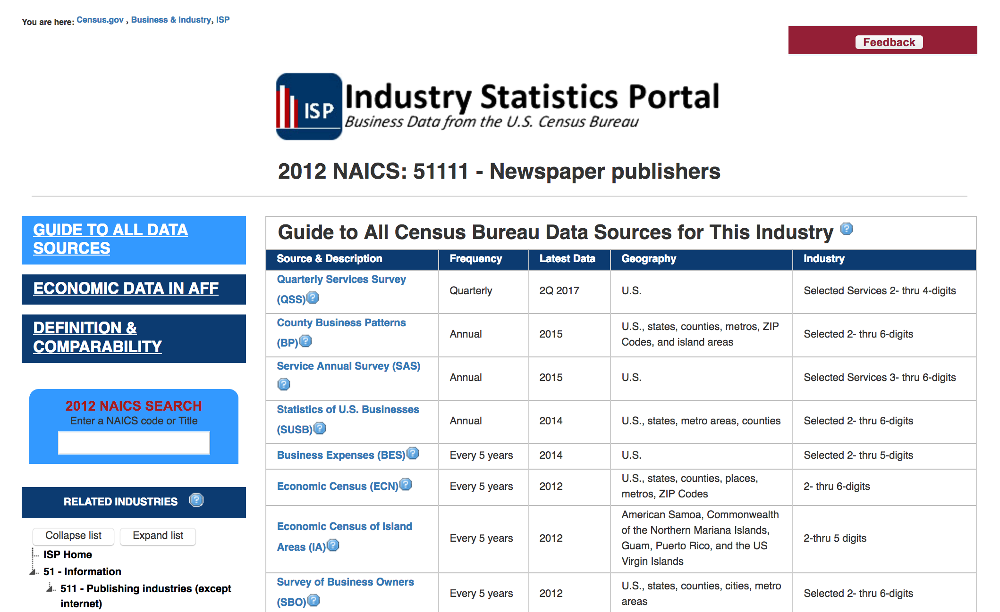 You are here: Census.gov , Business & Industry, ISP
Feedback
ISP
Industry Statistics Portal
Business Data from the U.S. Census Bureau
2012 NAICS: 51111 - Newspaper publishers
GUIDE TO ALL DATA
SOURCES
ECONOMIC DATA IN AFF
DEFINITION &
COMPARABILITY
2012 NAICS SEARCH
Enter a NAICS code or Title
RELATED INDUSTRIES ?
Collapse list Expand list
ISP Home
51 - Information
511 - Publishing industries (except
internet)
Guide to All Census Bureau Data Sources for This Industry ?
Source & Description Frequency Latest Data Geography Industry
Quarterly Services Survey
(QSS) ? Quarterly 2Q 2017 U.S. Selected Services 2- thru 4-digits
County Business Patterns
(BP) ? Annual 2015 U.S., states, counties, metros, ZIP
Codes, and island areas Selected 2- thru 6-digits
Service Annual Survey (SAS)
? Annual 2015 U.S. Selected Services 3- thru 6-digits
Statistics of U.S. Businesses
(SUSB) ? Annual 2014 U.S., states, metro areas, counties Selected 2- thru 6-digits
Business Expenses (BES) ? Every 5 years 2014 U.S. Selected 2- thru 5-digits
Economic Census (ECN) ? Every 5 years 2012 U.S., states, counties, places,
metros, ZIP Codes 2- thru 6-digits
Economic Census of Island
Areas (IA) ? Every 5 years 2012 American Samoa, Commonwealth
of the Northern Mariana Islands,
Guam, Puerto Rico, and the US
Virgin Islands 2-thru 5 digits
Survey of Business Owners
(SBO) ? Every 5 years 2012 U.S., states, counties, cities, metro
areas Selected 2- thru 6-digits